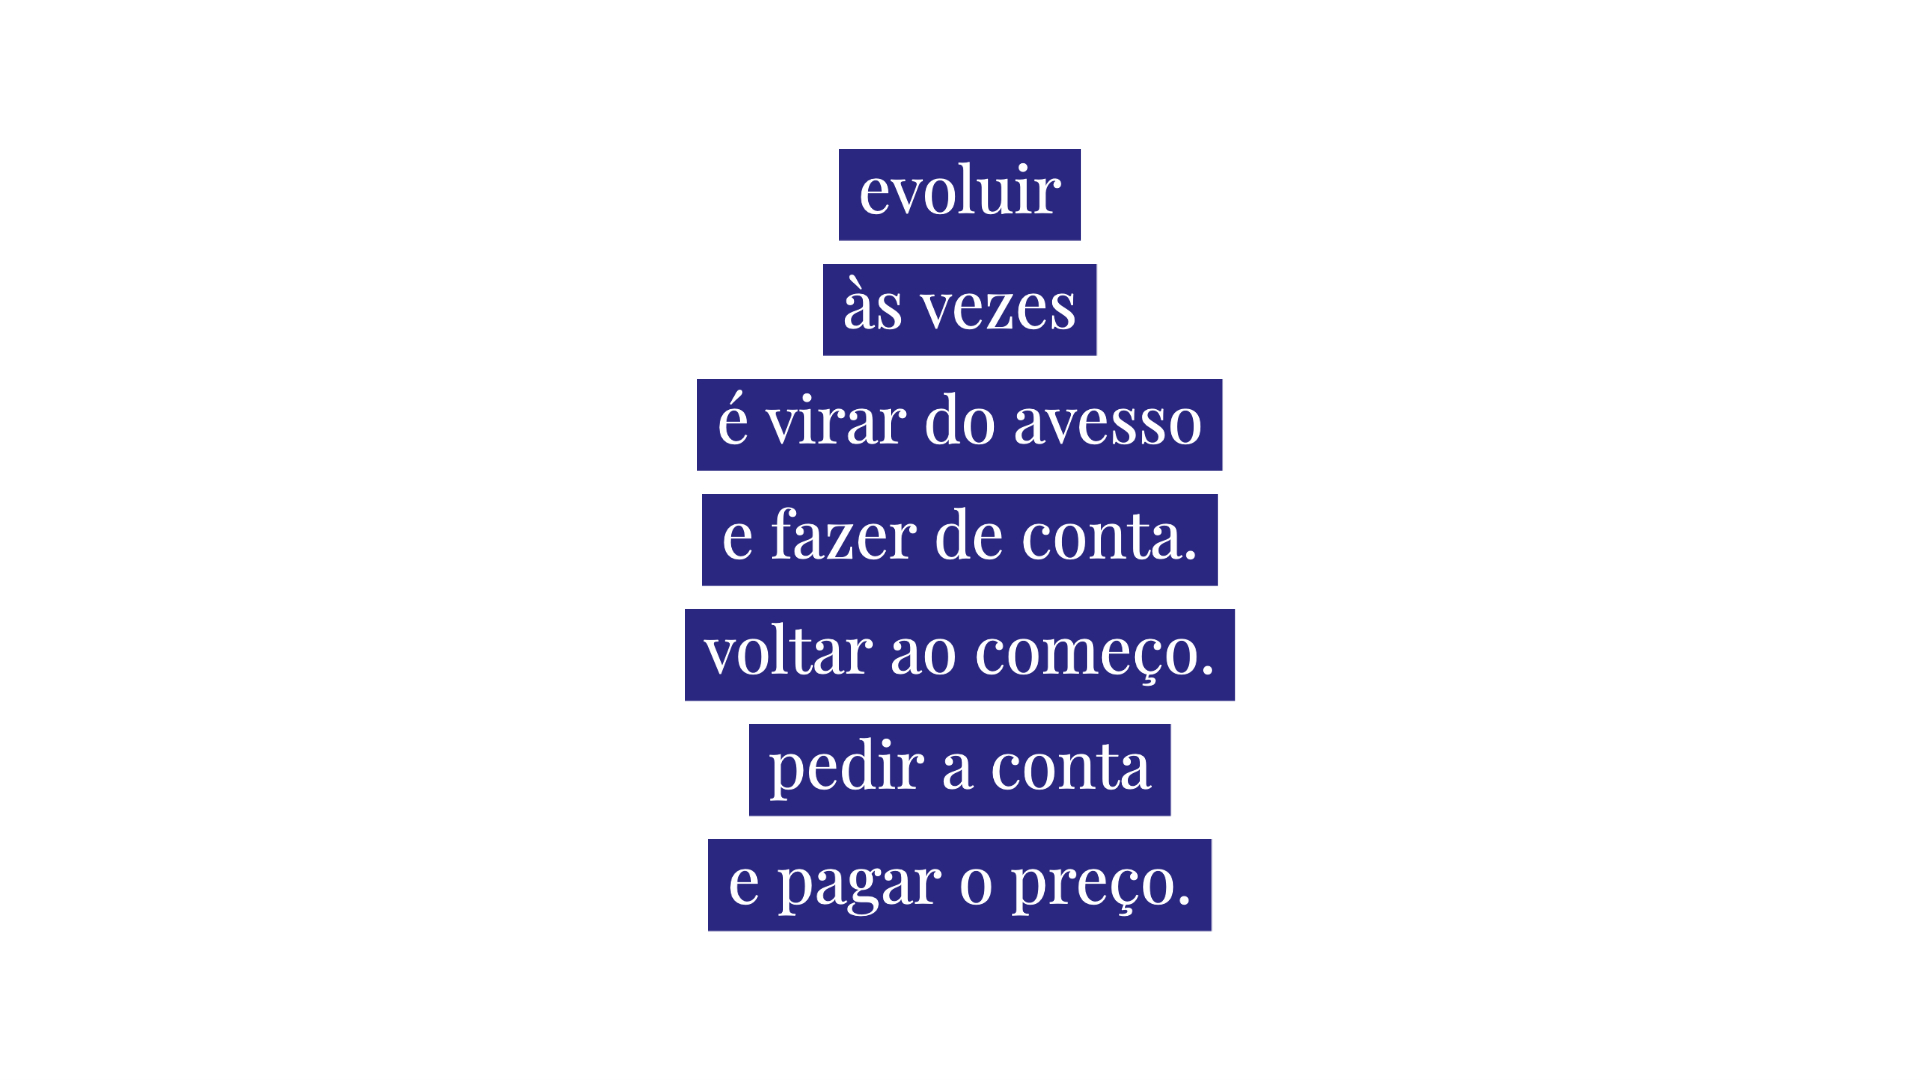 evoluir
às vezes
é virar do avesso
e fazer de conta.
voltar ao começo.
pedir a conta
e pagar o preço.